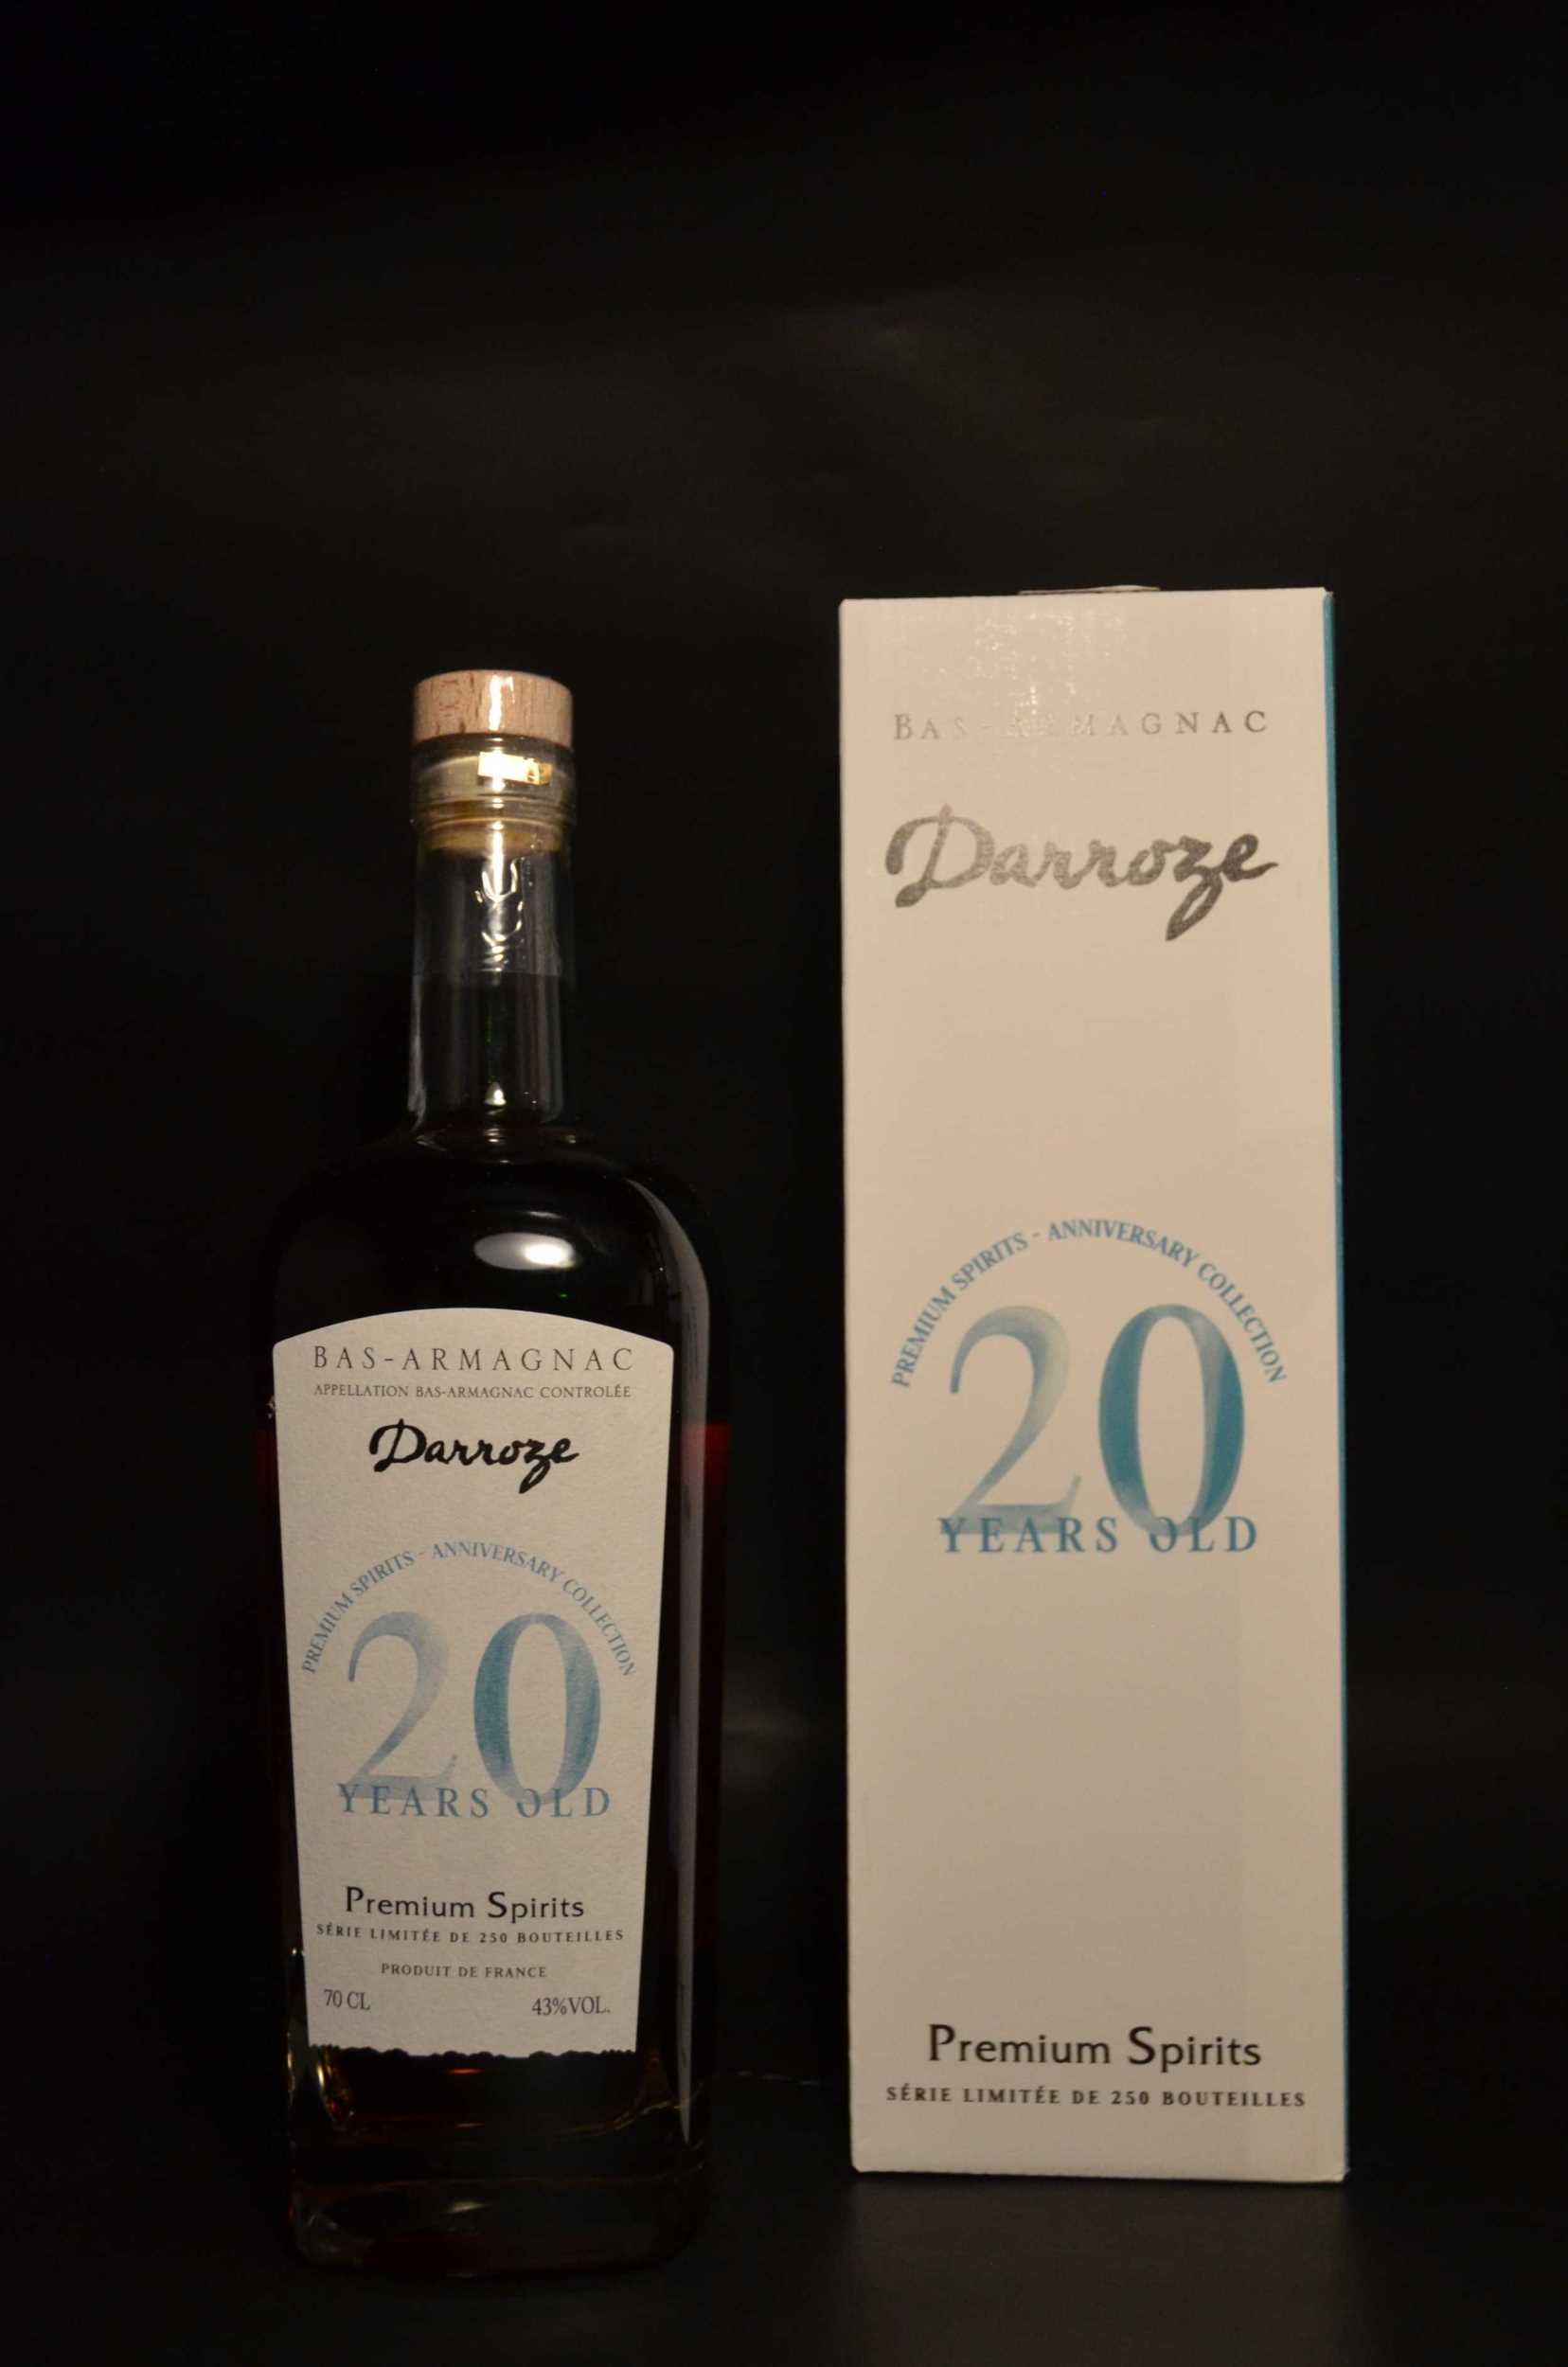 BAS-ARMAGNAC
APPELLATION BAS-ARMAGNAC CONTROLÉE
Darroze
PREMIUM SPIRITS - ANNIVERSARY COLLECTION
20
YEARS OLD
Premium Spirits
SÉRIE LIMITÉE DE 250 BOUTEILLES
PRODUIT DE FRANCE
70 CL 43%VOL.
BAS-ARMAGNAC
Darroze
PREMIUM SPIRITS - ANNIVERSARY COLLECTION
20
YEARS OLD
Premium Spirits
SÉRIE LIMITÉE DE 250 BOUTEILLES